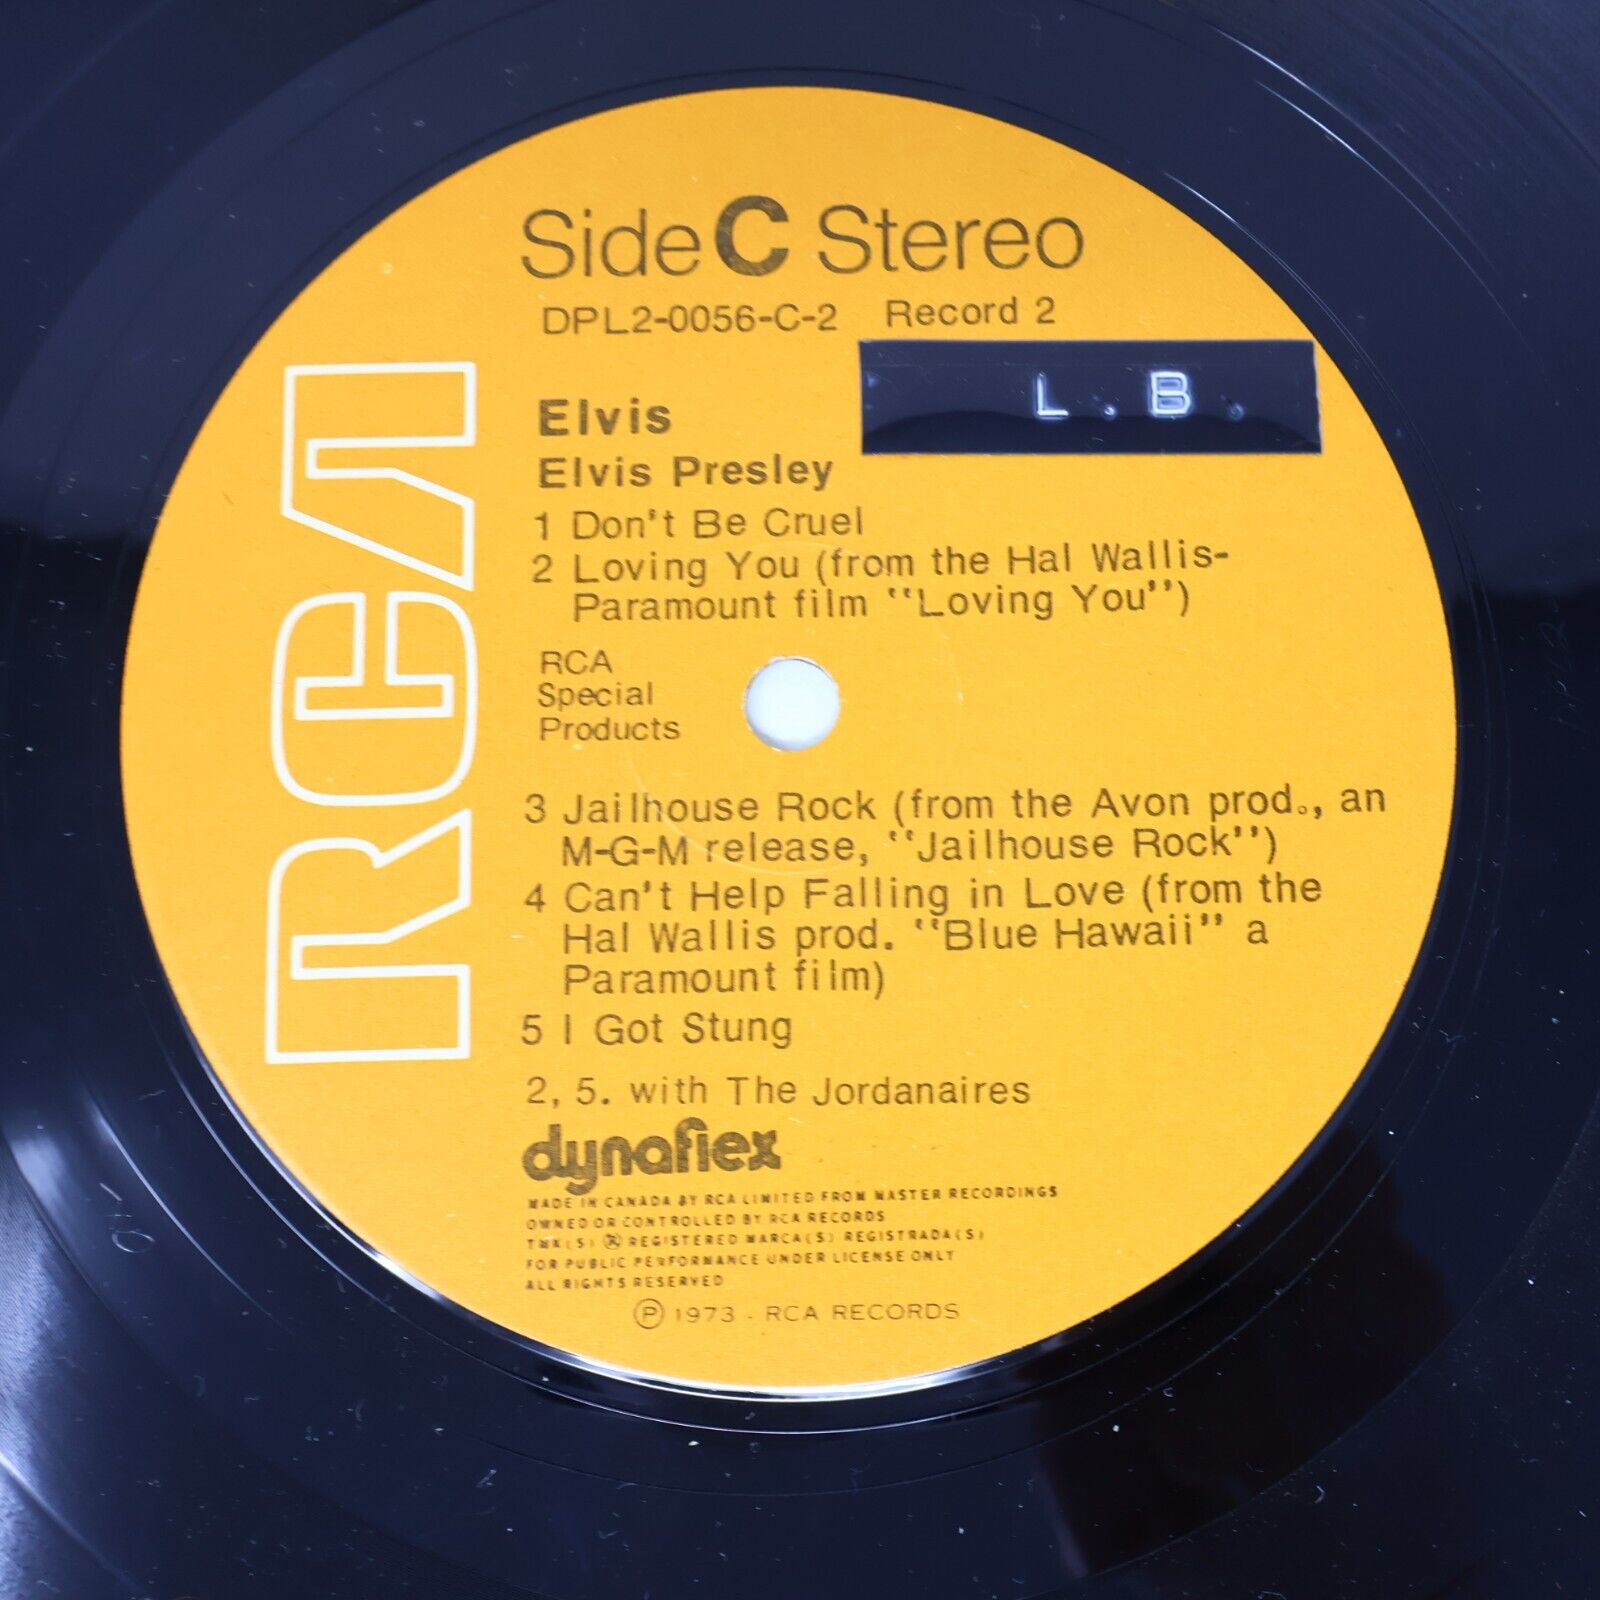 Side C Stereo
DPL2-0056-C-2 Record 2
L.B.
Elvis
Elvis Presley
1 Don't Be Cruel
2 Loving You (from the Hal Wallis-
Paramount film "Loving You")
RCA
Special
Products
RCA
3 Jailhouse Rock (from the Avon prod., an
M-G-M release, "Jailhouse Rock")
4 Can't Help Falling in Love (from the
Hal Wallis prod. "Blue Hawaii" a
Paramount film)
5 I Got Stung
2, 5. with The Jordanaires
dynaflex
MADE IN CANADA BY RCA LIMITED FROM MASTER RECORDINGS
OWNED OR CONTROLLED BY RCA RECORDS
TMK(S) ® REGISTERED MARCA(S) REGISTRADA(S)
FOR PUBLIC PERFORMANCE UNDER LICENSE ONLY
ALL RIGHTS RESERVED
℗ 1973 - RCA RECORDS